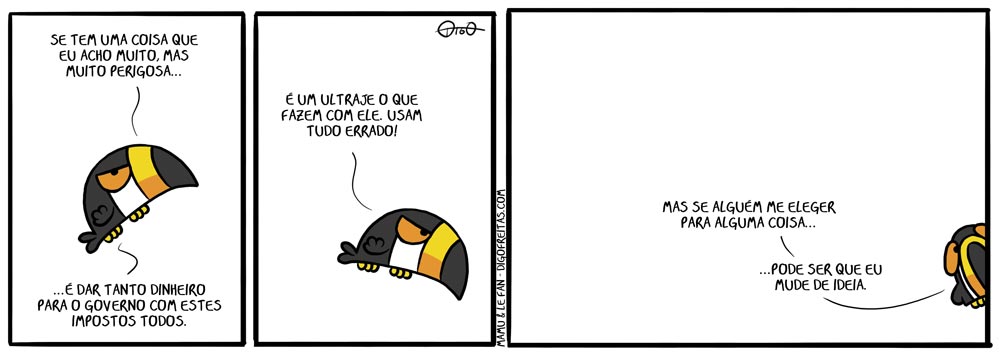 SE TEM UMA COISA QUE
EU ACHO MUITO, MAS
MUITO PERIGOSA...
...É DAR TANTO DINHEIRO
PARA O GOVERNO COM ESTES
IMPOSTOS TODOS.
DIGO
É UM ULTRAJE O QUE
FAZEM COM ELE. USAM
TUDO ERRADO!
MAMU & LE FAN - DIGOFREITAS.COM
MAS SE ALGUÉM ME ELEGER
PARA ALGUMA COISA...
...PODE SER QUE EU
MUDE DE IDEIA.